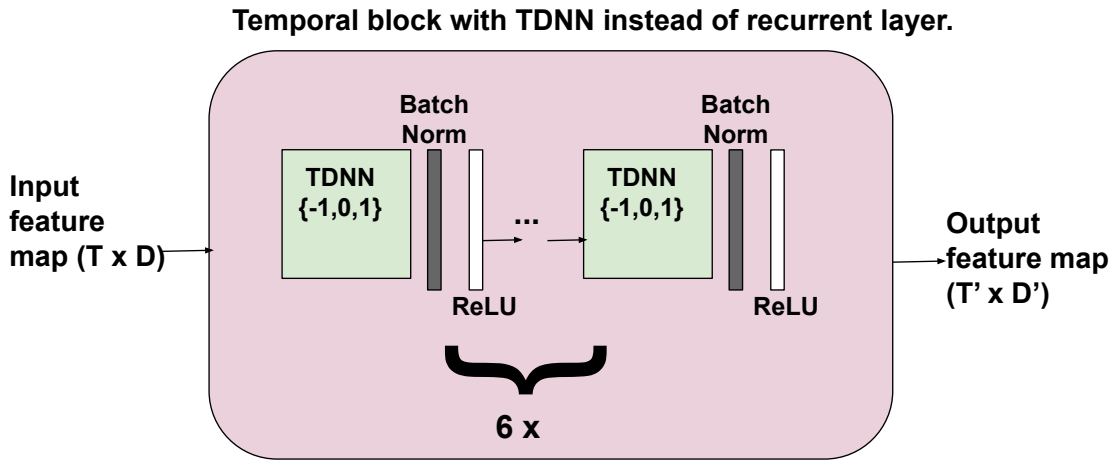 Temporal block with TDNN instead of recurrent layer.
Batch
Norm
Batch
Norm
Input
feature
map (T x D)
TDNN
{-1,0,1}
...
TDNN
{-1,0,1}
Output
feature map
(T’ x D’)
ReLU
ReLU
6 x